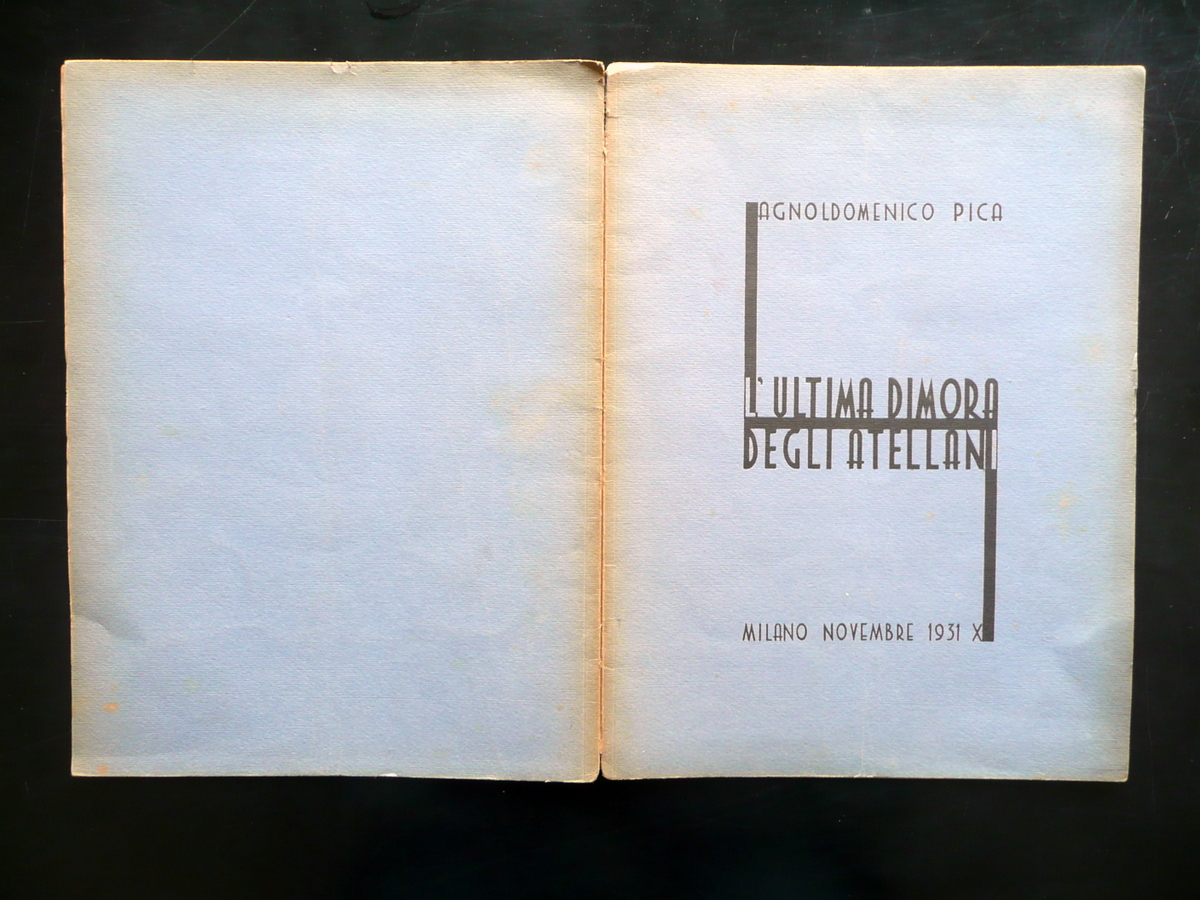 AGNOLDOMENICO PICA
L'ULTIMA DIMORA
DEGLI ATELLANI
MILANO NOVEMBRE 1931 X